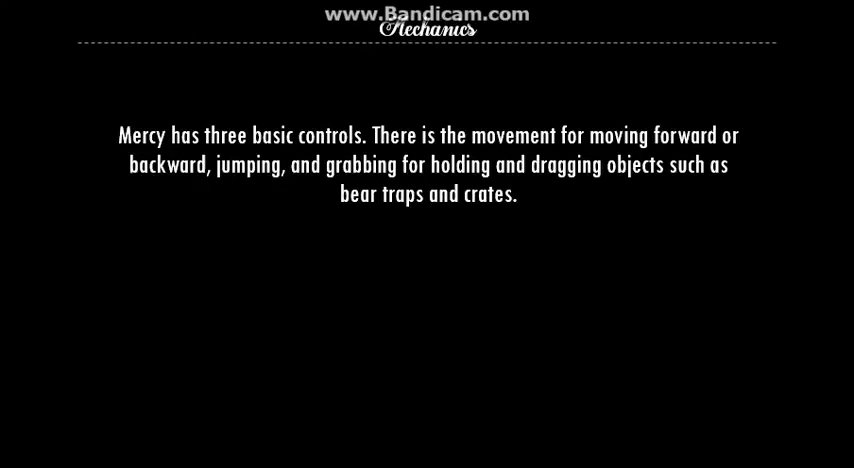 www.Bandicam.com
Mechanics
Mercy has three basic controls. There is the movement for moving forward or
backward, jumping, and grabbing for holding and dragging objects such as
bear traps and crates.